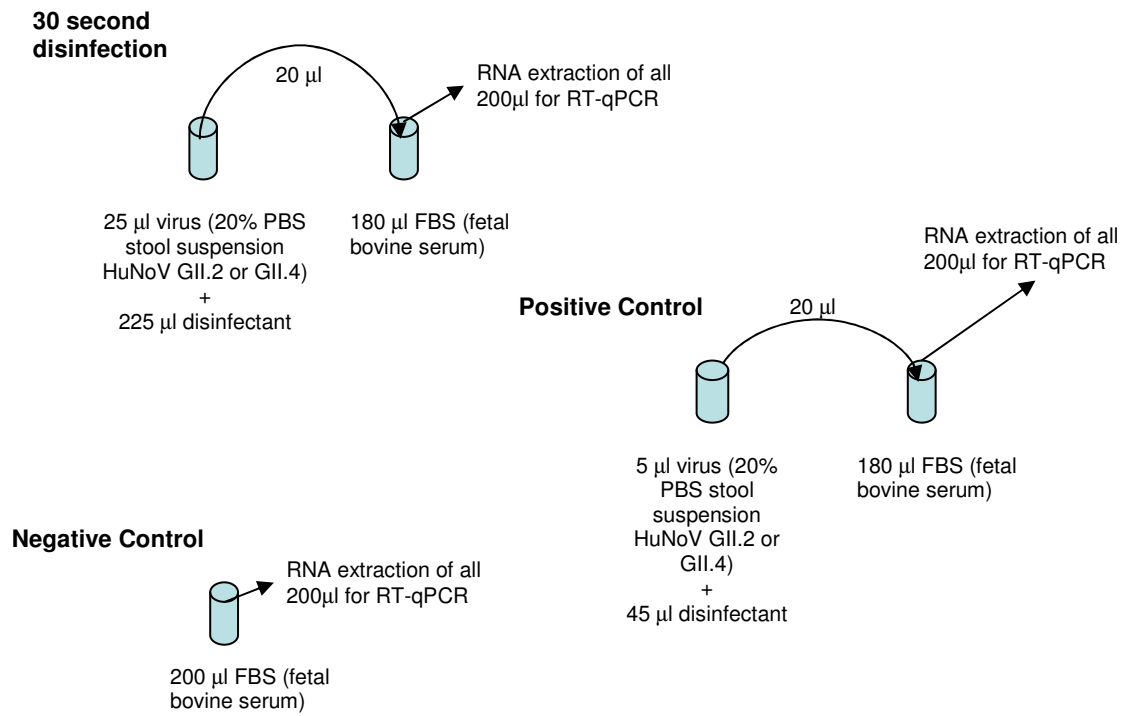 30 second
disinfection
20 µl
RNA extraction of all
200µl for RT-qPCR
25 µl virus (20% PBS
stool suspension
HuNoV GII.2 or GII.4)
+
225 µl disinfectant
180 µl FBS (fetal
bovine serum)
Positive Control
20 µl
RNA extraction of all
200µl for RT-qPCR
5 µl virus (20%
PBS stool
suspension
HuNoV GII.2 or
GII.4)
+
45 µl disinfectant
180 µl FBS (fetal
bovine serum)
Negative Control
RNA extraction of all
200µl for RT-qPCR
200 µl FBS (fetal
bovine serum)